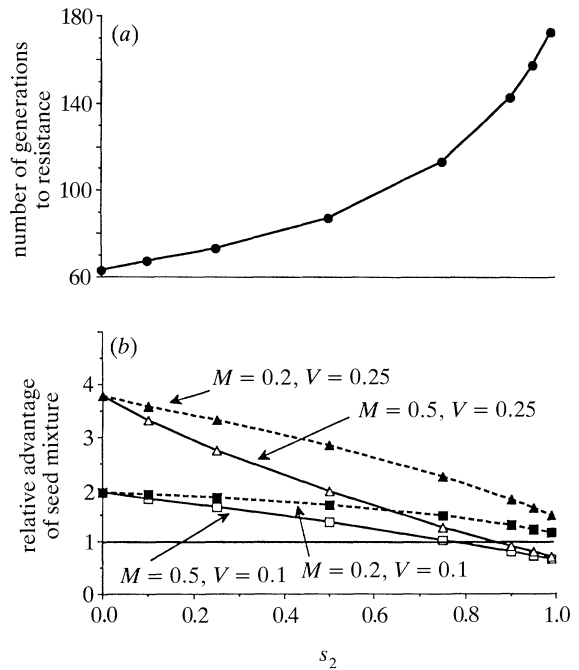 (a)
180
140
100
60
number of generations
to resistance
(b)
M = 0.2, V = 0.25
M = 0.5, V = 0.25
4
3
2
1
0
relative advantage
of seed mixture
M = 0.5, V = 0.1
M = 0.2, V = 0.1
0.0 0.2 0.4 0.6 0.8 1.0
s₂